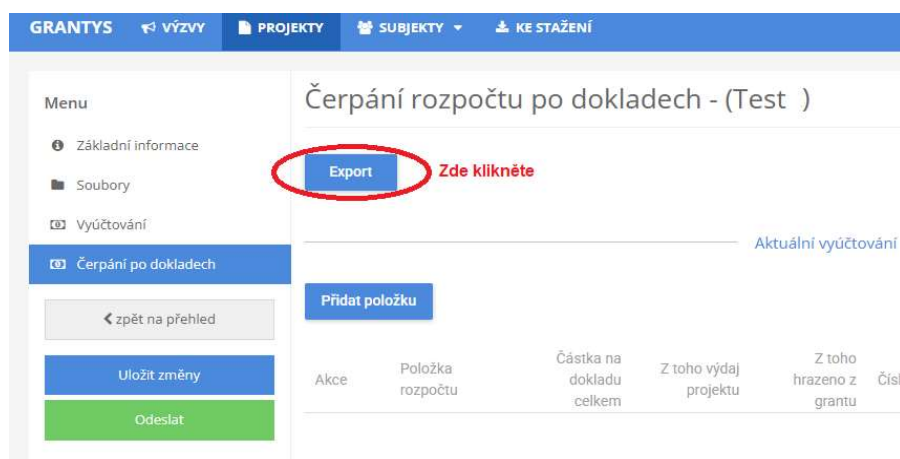 GRANTYS VÝZVY PROJEKTY SUBJEKTY KE STAŽENÍ
Menu
Základní informace
Soubory
Vyúčtování
Čerpání po dokladech
zpět na přehled
Uložit změny
Odeslat
Čerpání rozpočtu po dokladech - (Test )
Export Zde klikněte
Aktuální vyúčtování
Přidat položku
Akce
Položka
rozpočtu
Částka na
dokladu
celkem
Z toho výdaj
projektu
Z toho
hrazeno z
grantu